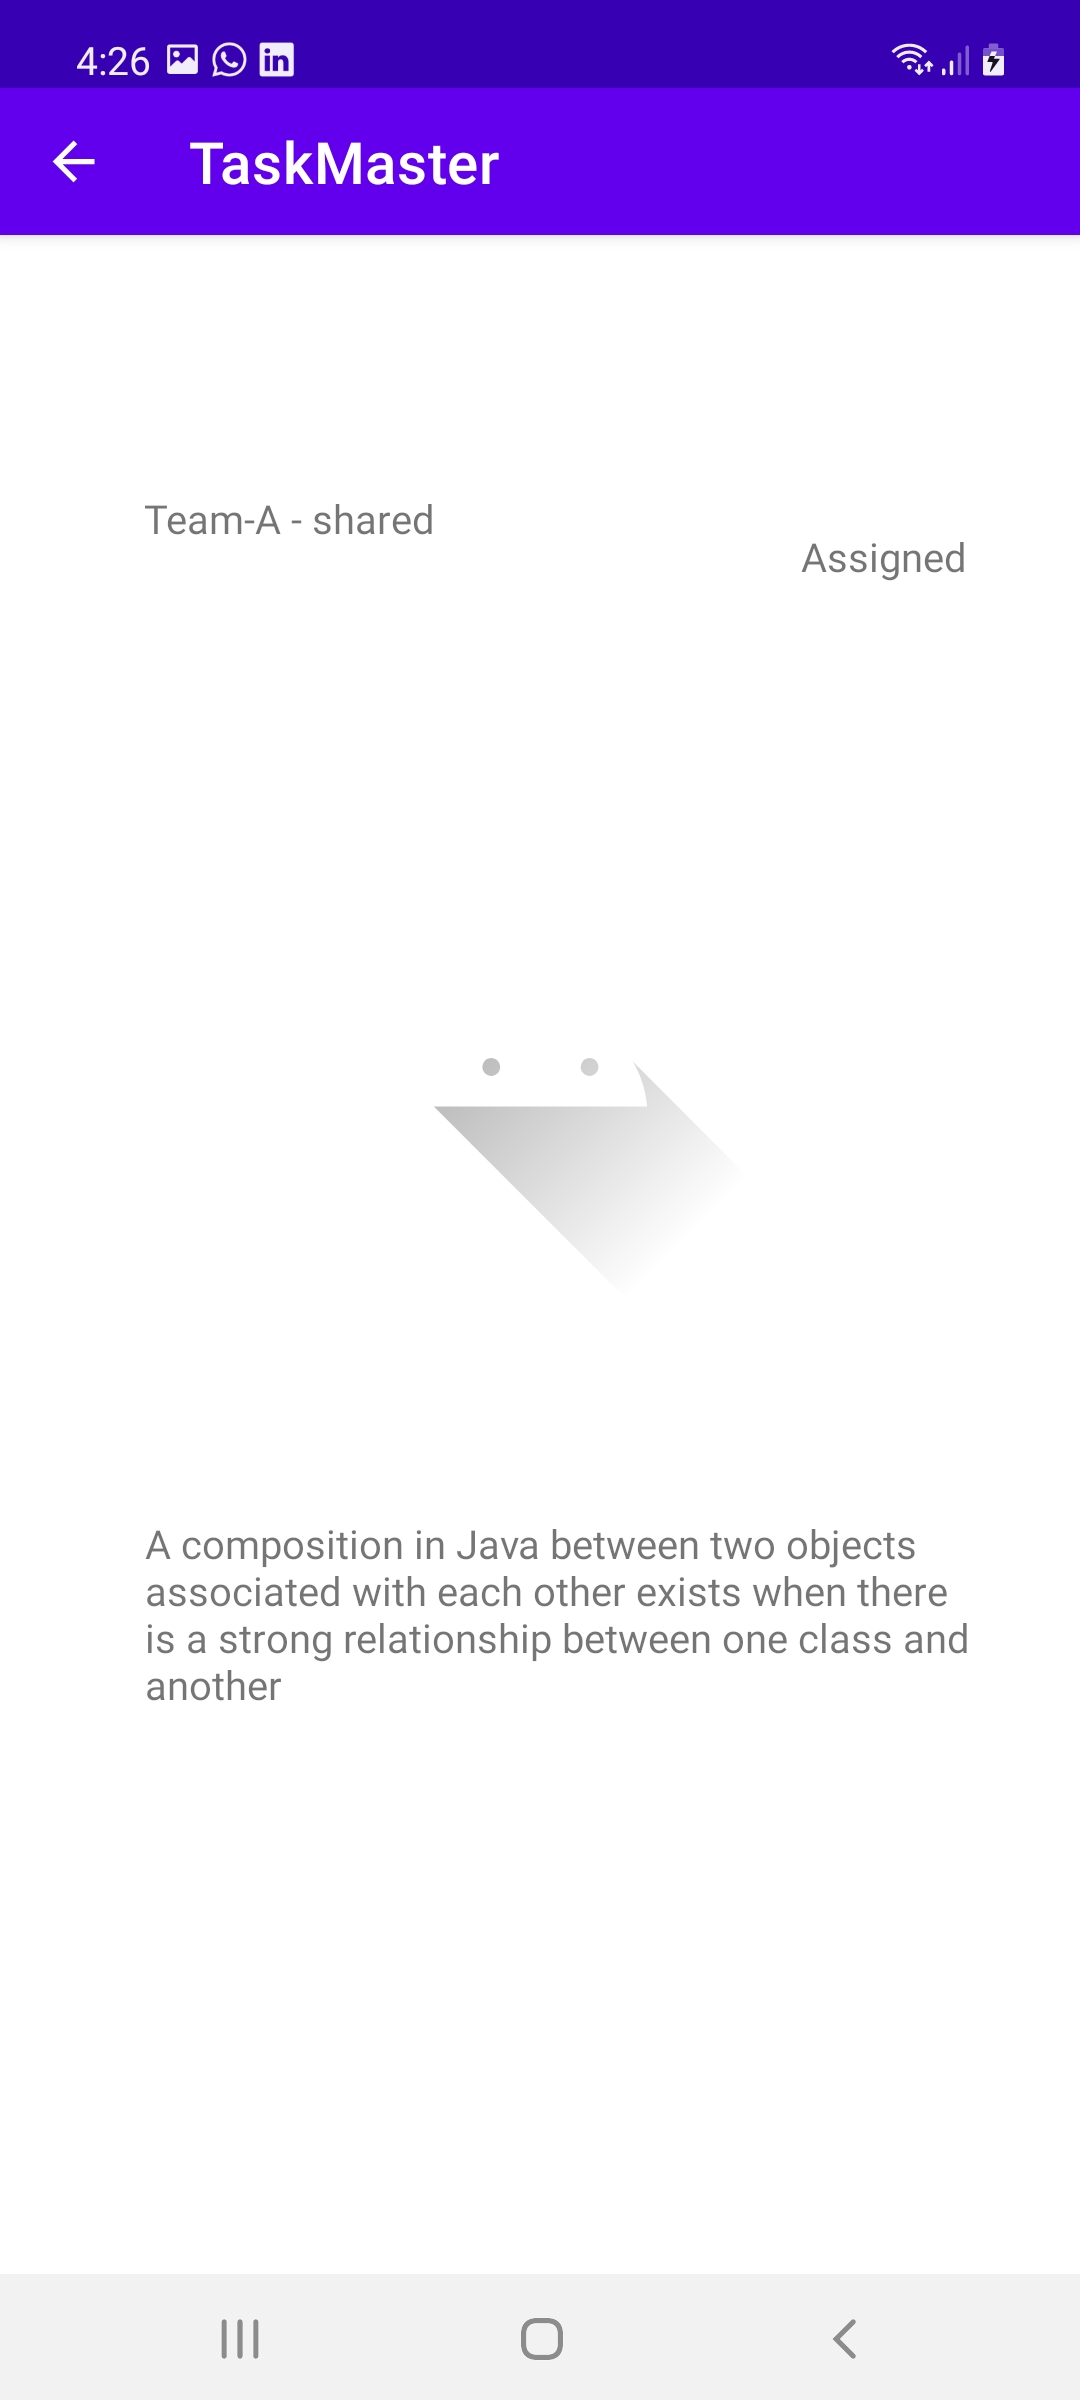 4:26
TaskMaster
Team-A - shared
Assigned
A composition in Java between two objects
associated with each other exists when there
is a strong relationship between one class and
another